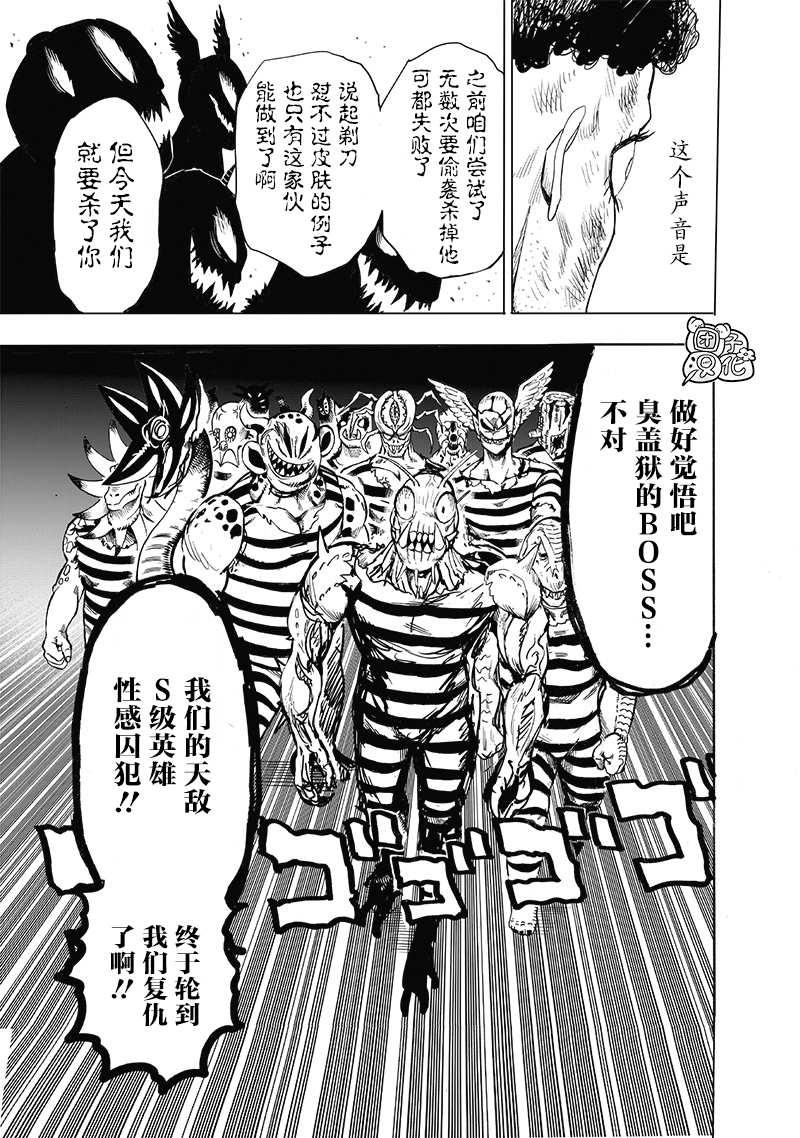 这个声音是
之前咱们尝试了
无数次要偷袭杀掉他
可都失败了
说起剃刀
怼不过皮肤的例子
也只有这家伙
能做到了啊
但今天我们
就要杀了你
团子
汉化
做好觉悟吧
臭盖狱的BOSS…
不对
我们的天敌
S级英雄
性感囚犯!!
终于轮到
我们复仇
了啊!!
ゴゴゴゴ